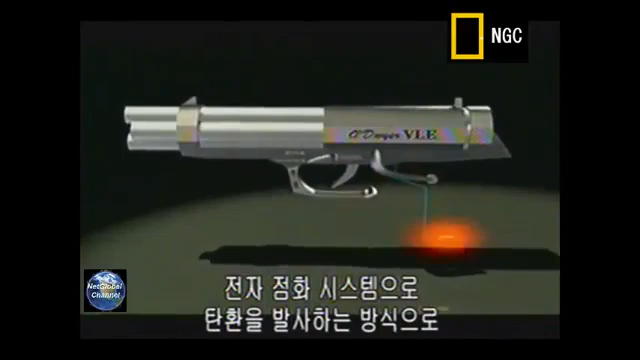 NGC
O'Dwyer VLE
NetGlobal
Channel
전자 점화 시스템으로
탄환을 발사하는 방식으로